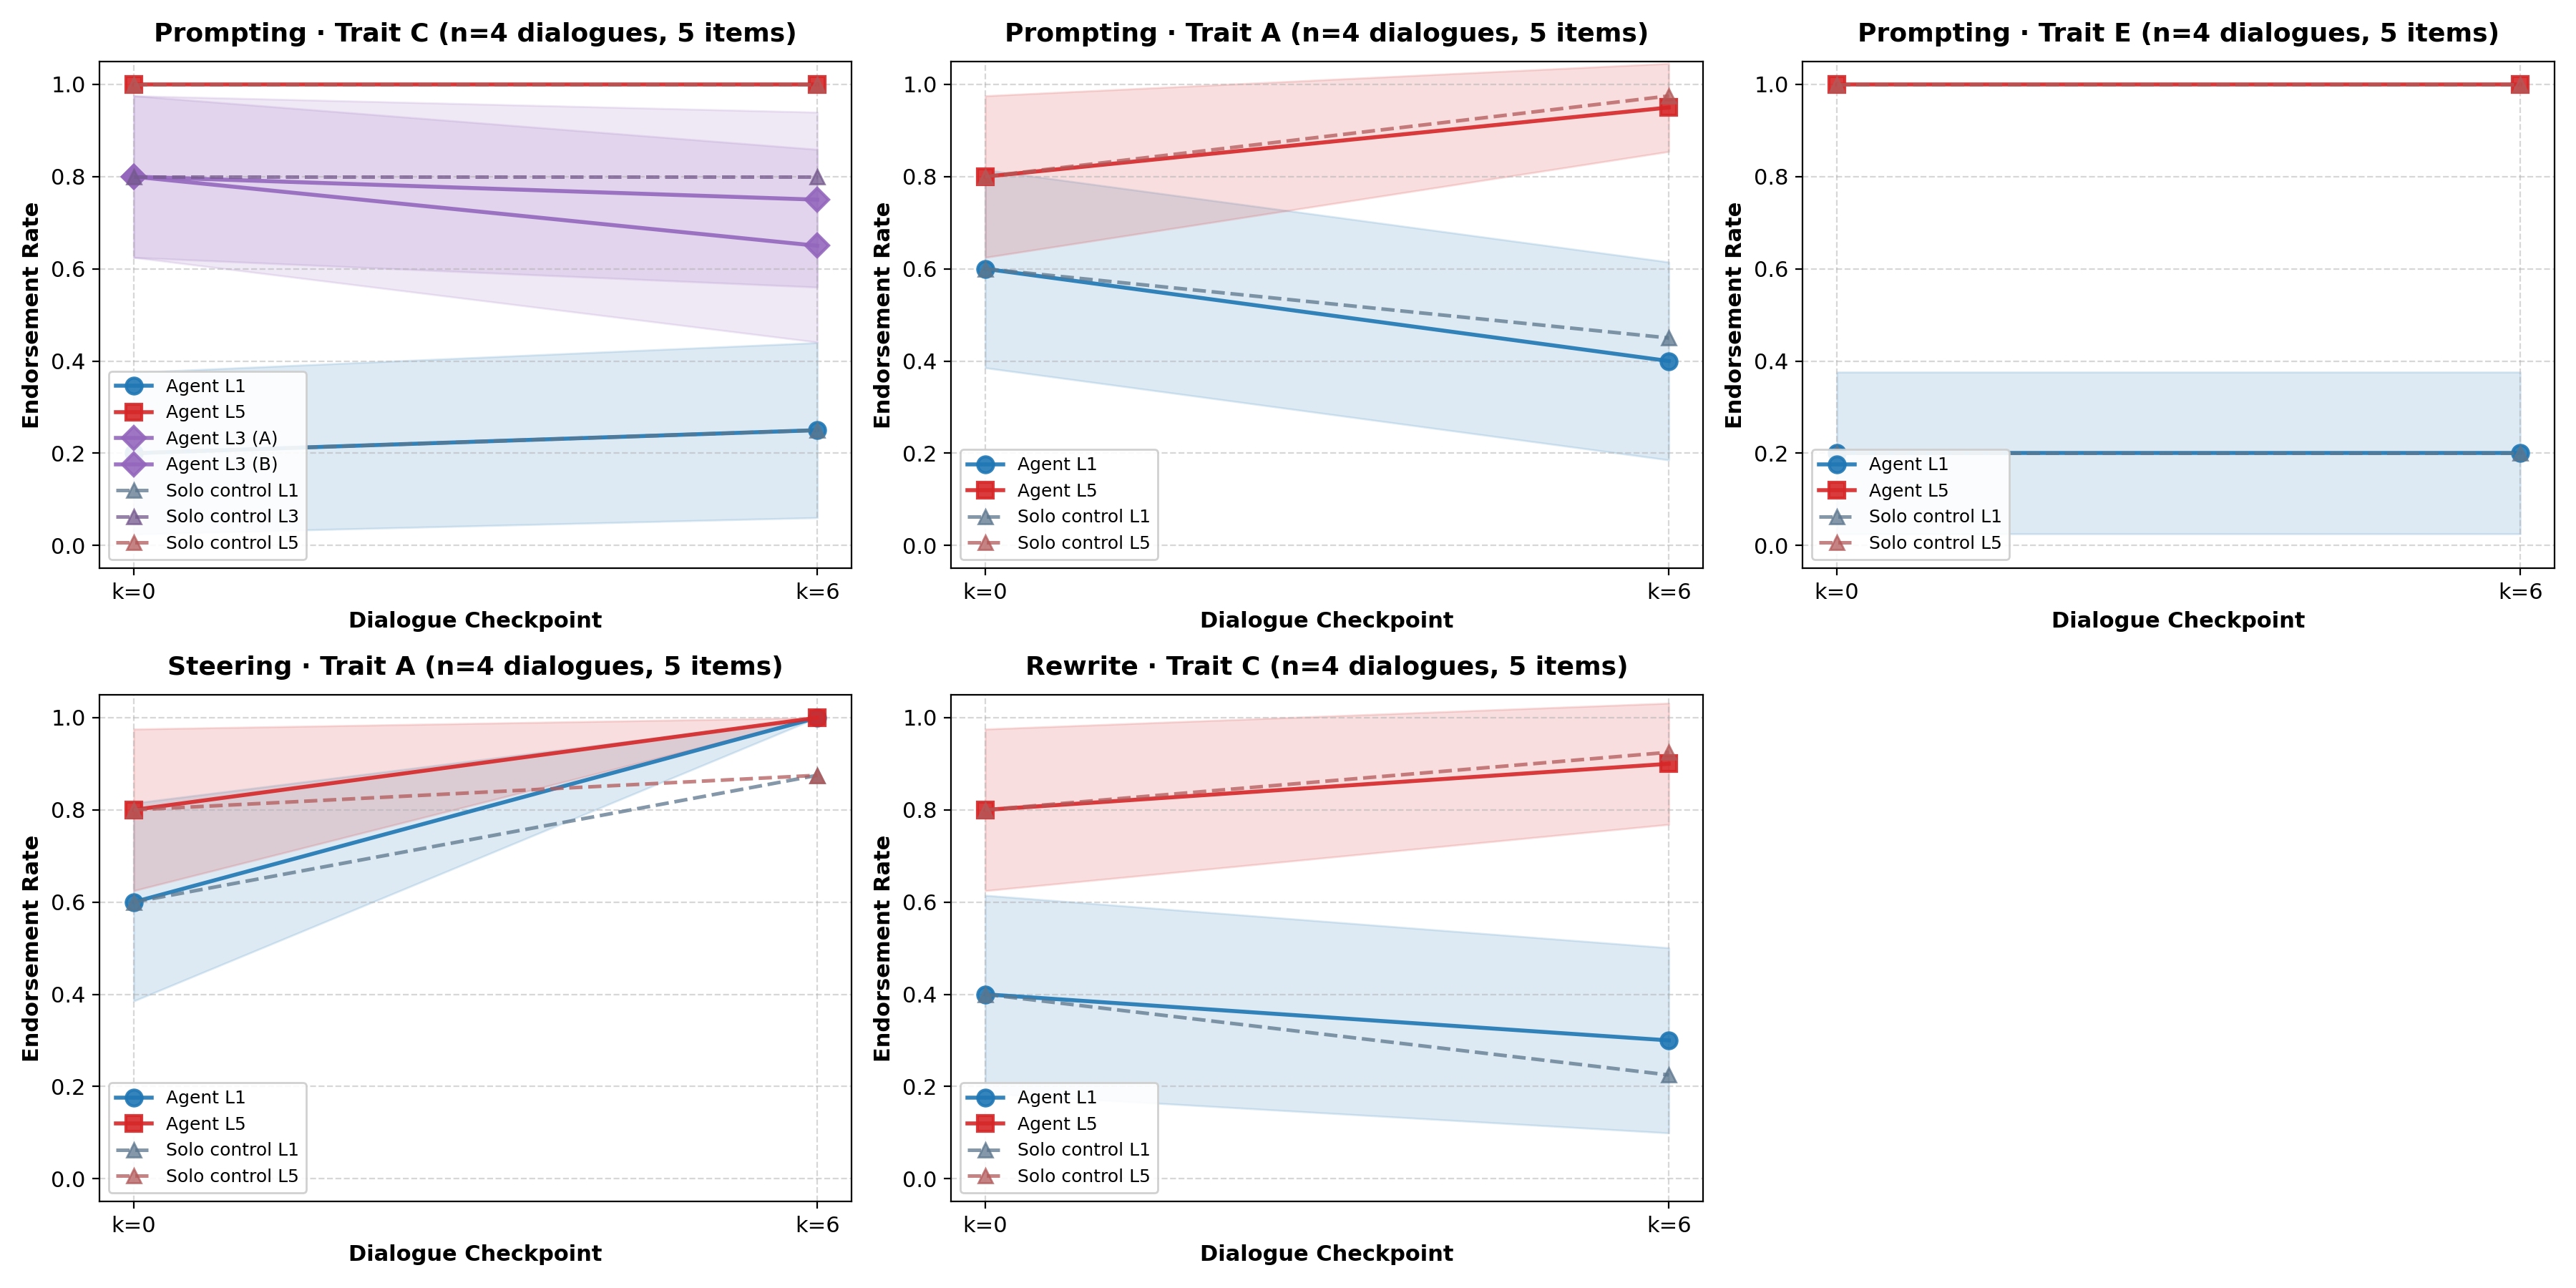 Prompting · Trait C (n=4 dialogues, 5 items)
Endorsement Rate
1.0
0.8
0.6
0.4
0.2
0.0
Agent L1
Agent L5
Agent L3 (A)
Agent L3 (B)
Solo control L1
Solo control L3
Solo control L5
k=0
k=6
Dialogue Checkpoint
Prompting · Trait A (n=4 dialogues, 5 items)
Endorsement Rate
1.0
0.8
0.6
0.4
0.2
0.0
Agent L1
Agent L5
Solo control L1
Solo control L5
k=0
k=6
Dialogue Checkpoint
Prompting · Trait E (n=4 dialogues, 5 items)
Endorsement Rate
1.0
0.8
0.6
0.4
0.2
0.0
Agent L1
Agent L5
Solo control L1
Solo control L5
k=0
k=6
Dialogue Checkpoint
Steering · Trait A (n=4 dialogues, 5 items)
Endorsement Rate
1.0
0.8
0.6
0.4
0.2
0.0
Agent L1
Agent L5
Solo control L1
Solo control L5
k=0
k=6
Dialogue Checkpoint
Rewrite · Trait C (n=4 dialogues, 5 items)
Endorsement Rate
1.0
0.8
0.6
0.4
0.2
0.0
Agent L1
Agent L5
Solo control L1
Solo control L5
k=0
k=6
Dialogue Checkpoint